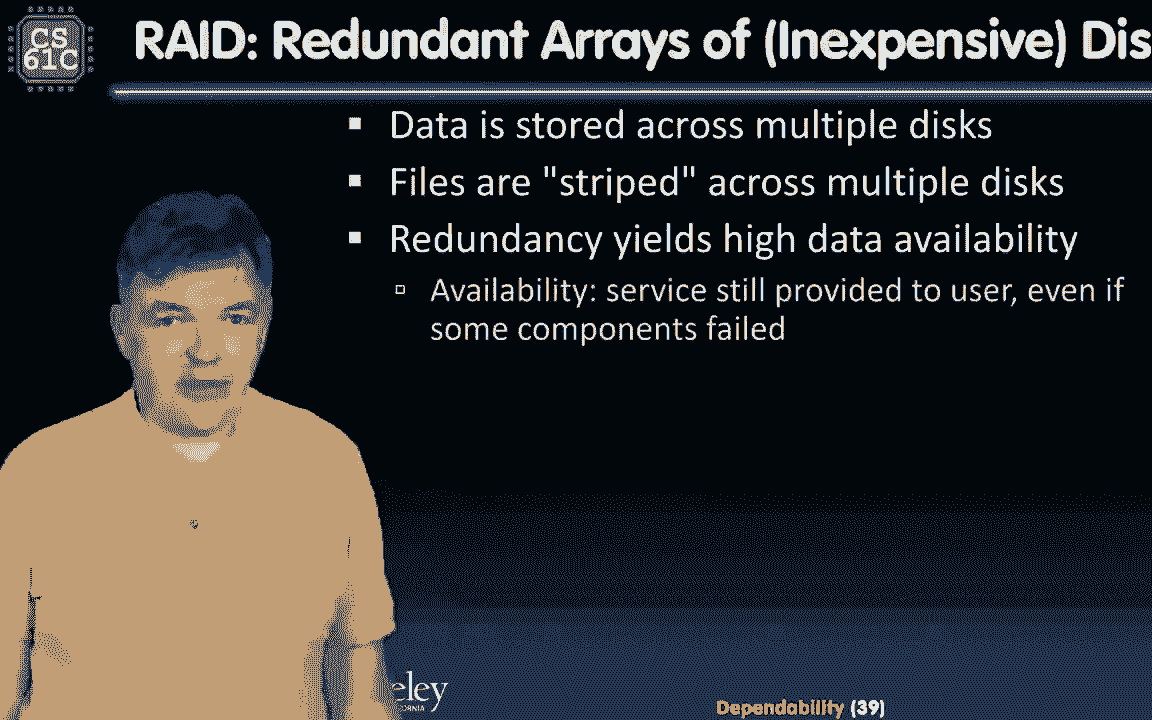 CS
61C
RAID: Redundant Arrays of (Inexpensive) Dis
Data is stored across multiple disks
Files are "striped" across multiple disks
Redundancy yields high data availability
Availability: service still provided to user, even if
some components failed
eley
ORNIA
Dependability (39)